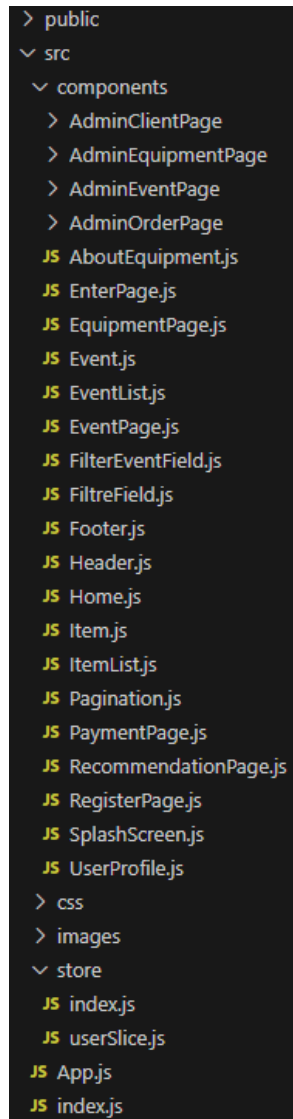 public
src
components
AdminClientPage
AdminEquipmentPage
AdminEventPage
AdminOrderPage
JS AboutEquipment.js
JS EnterPage.js
JS EquipmentPage.js
JS Event.js
JS EventList.js
JS EventPage.js
JS FilterEventField.js
JS FiltreField.js
JS Footer.js
JS Header.js
JS Home.js
JS Item.js
JS ItemList.js
JS Pagination.js
JS PaymentPage.js
JS RecommendationPage.js
JS RegisterPage.js
JS SplashScreen.js
JS UserProfile.js
css
images
store
JS index.js
JS userSlice.js
JS App.js
JS index.js